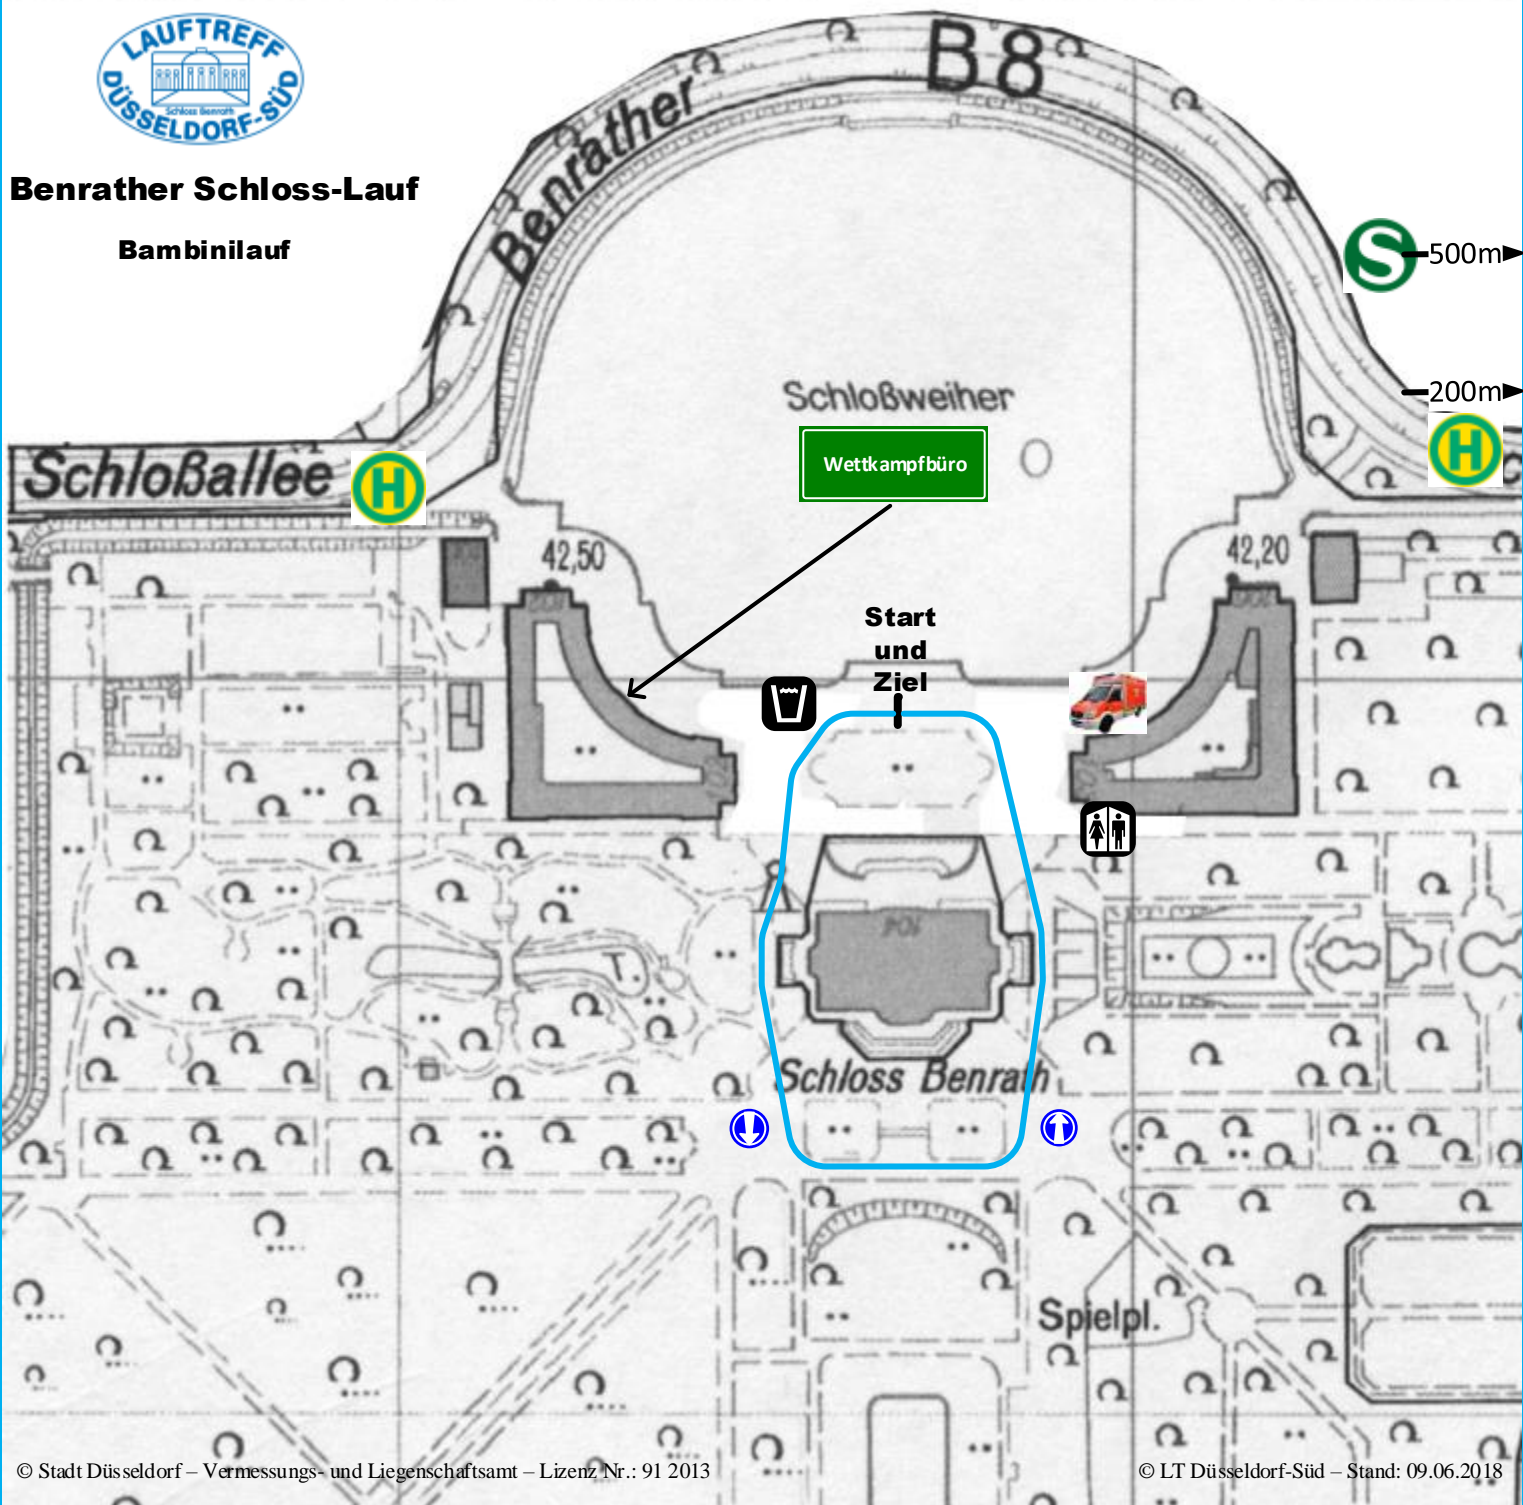 LAUFTREFF
Schloss Benrath
DÜSSELDORF-SÜD
Benrather Schloss-Lauf
Bambinilauf
B8
Benrather
S
500m
200m
H
Schloßallee
H
Schloßweiher
Wettkampfbüro
42,50
42,20
Start
und
Ziel
104
T.
Schloss Benrath
Spielpl.
© Stadt Düsseldorf – Vermessungs- und Liegenschaftsamt – Lizenz Nr.: 91 2013
© LT Düsseldorf-Süd – Stand: 09.06.2018